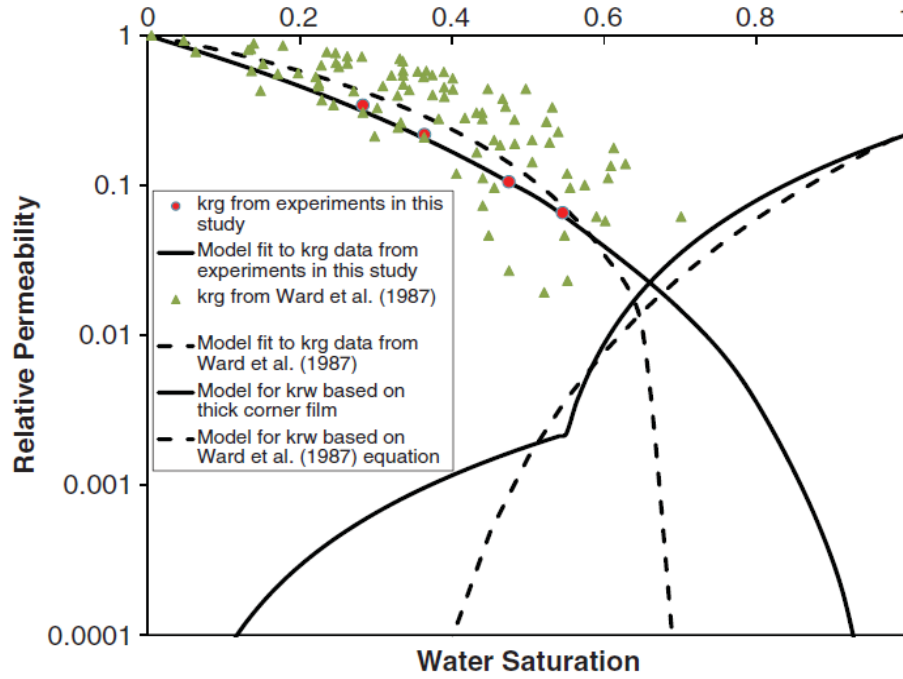 0 0.2 0.4 0.6 0.8 1
1
0.1
0.01
0.001
0.0001
Relative Permeability
krg from experiments in this
study
Model fit to krg data from
experiments in this study
krg from Ward et al. (1987)
Model fit to krg data from
Ward et al. (1987)
Model for krw based on
thick corner film
Model for krw based on
Ward et al. (1987) equation
Water Saturation